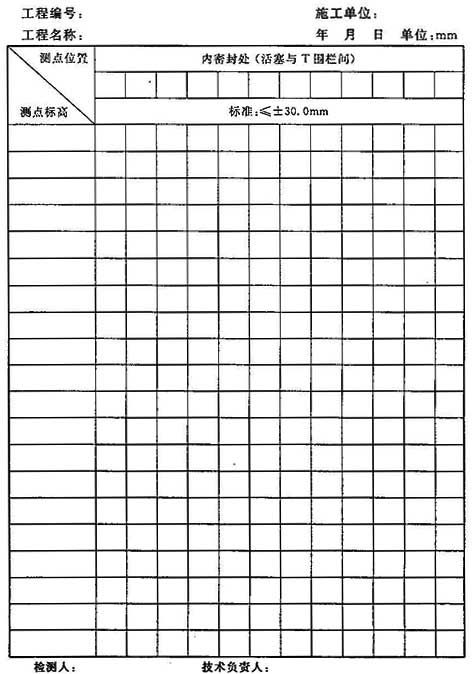 工程编号: 施工单位:
工程名称: 年 月 日 单位:mm
测点位置 内密封处(活塞与T围栏间)
测点标高 标准:≤±30.0mm
检测人: 技术负责人: